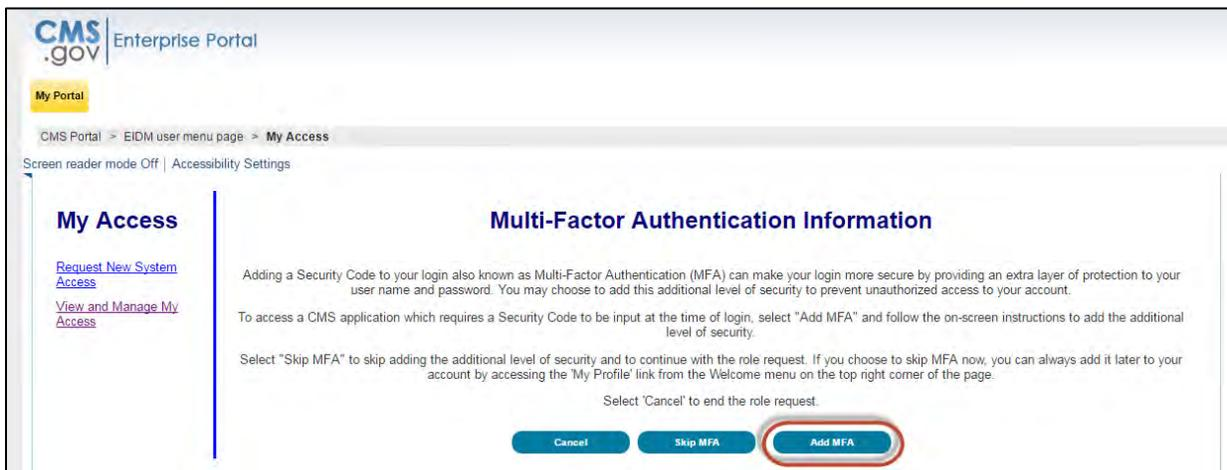 CMS
.gov
Enterprise Portal
My Portal
CMS Portal > EIDM user menu page > My Access
Screen reader mode Off | Accessibility Settings
My Access
Request New System
Access
View and Manage My
Access
Multi-Factor Authentication Information
Adding a Security Code to your login also known as Multi-Factor Authentication (MFA) can make your login more secure by providing an extra layer of protection to your
user name and password. You may choose to add this additional level of security to prevent unauthorized access to your account.
To access a CMS application which requires a Security Code to be input at the time of login, select "Add MFA" and follow the on-screen instructions to add the additional
level of security.
Select "Skip MFA" to skip adding the additional level of security and to continue with the role request. If you choose to skip MFA now, you can always add it later to your
account by accessing the 'My Profile' link from the Welcome menu on the top right corner of the page.
Select 'Cancel' to end the role request.
Cancel
Skip MFA
Add MFA